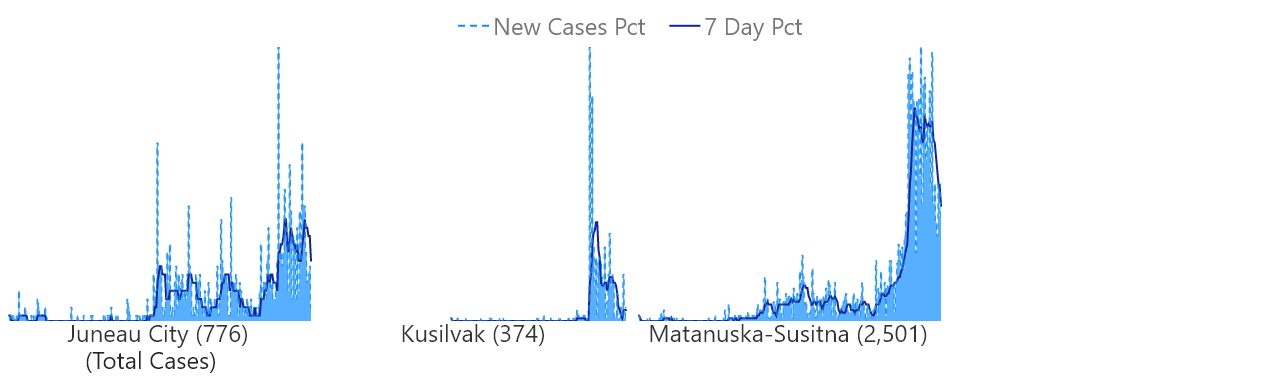 New Cases Pct 7 Day Pct
Juneau City (776) Kusilvak (374) Matanuska-Susitna (2,501)
(Total Cases)